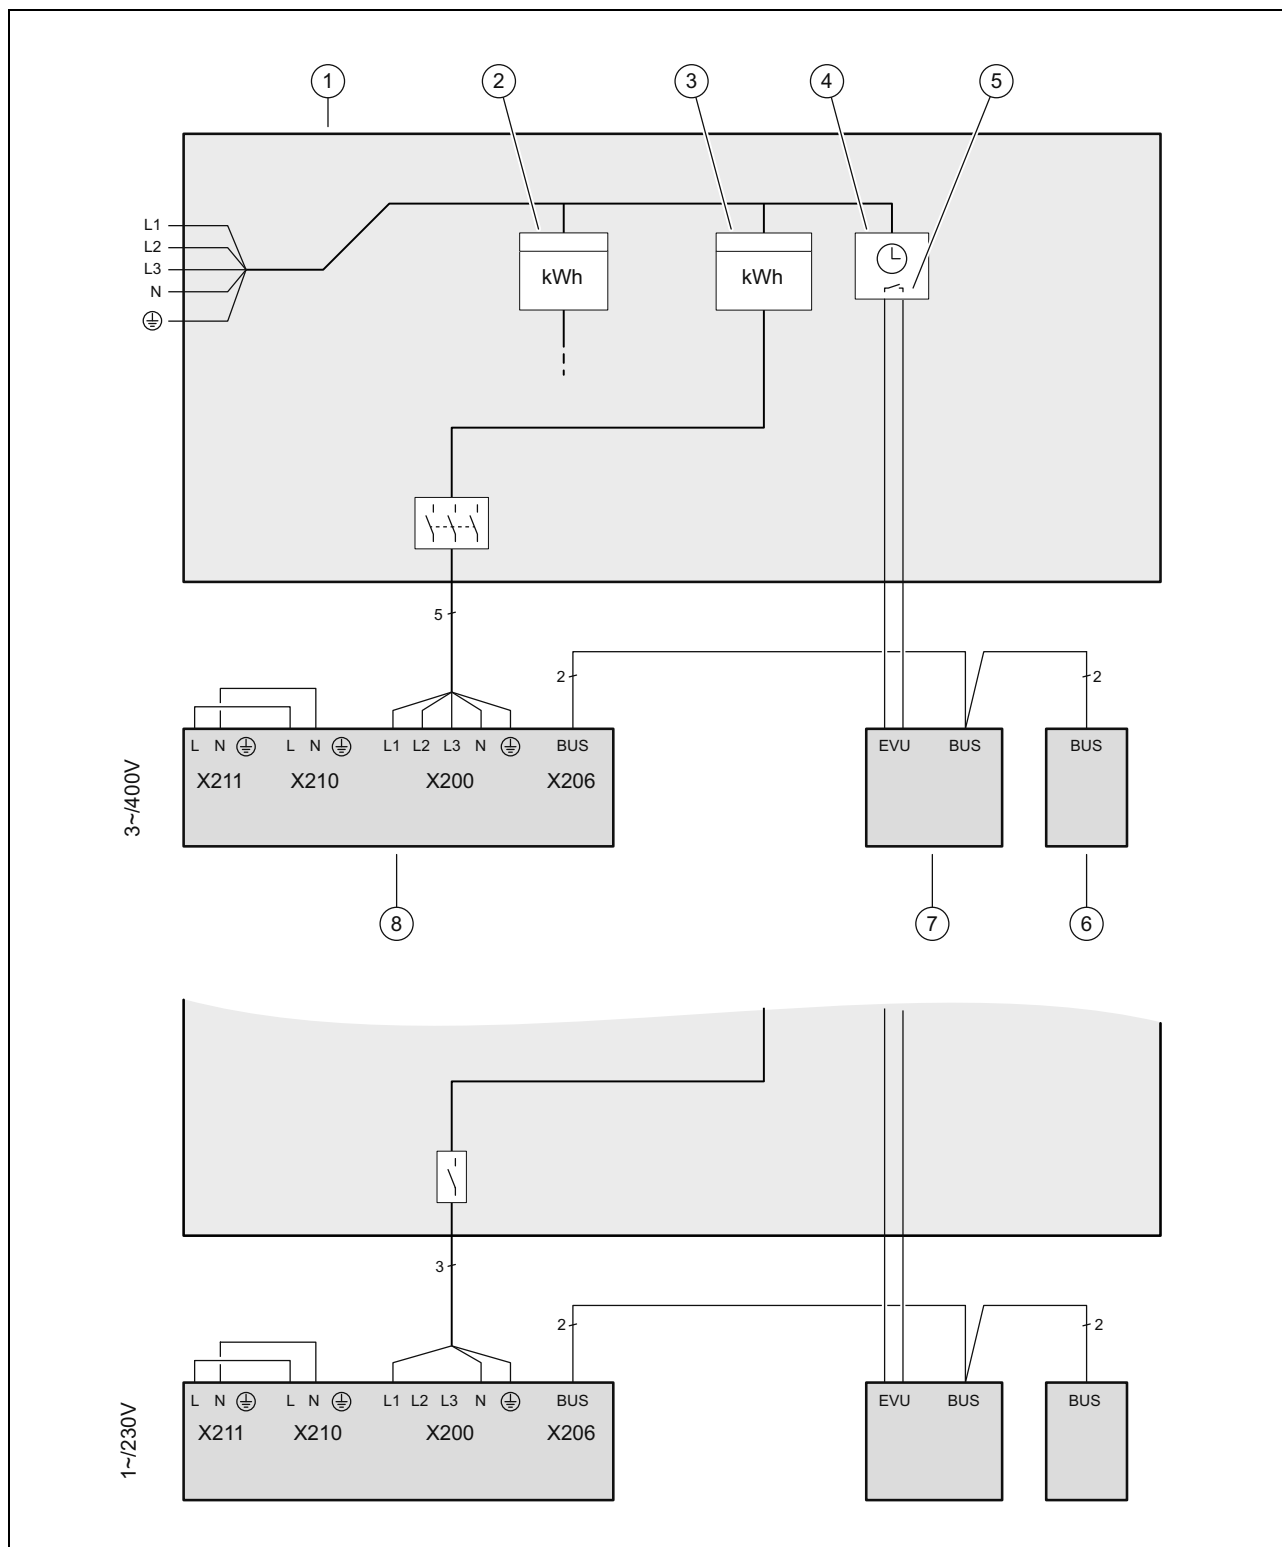 1 2 3 4 5
L1
L2
L3
N
kWh kWh
5
2 2
L N L N L1 L2 L3 N BUS EVU BUS BUS
X211 X210 X200 X206
3~/400V
8 7 6
3
2 2
L N L N L1 L2 L3 N BUS EVU BUS BUS
X211 X210 X200 X206
1~/230V